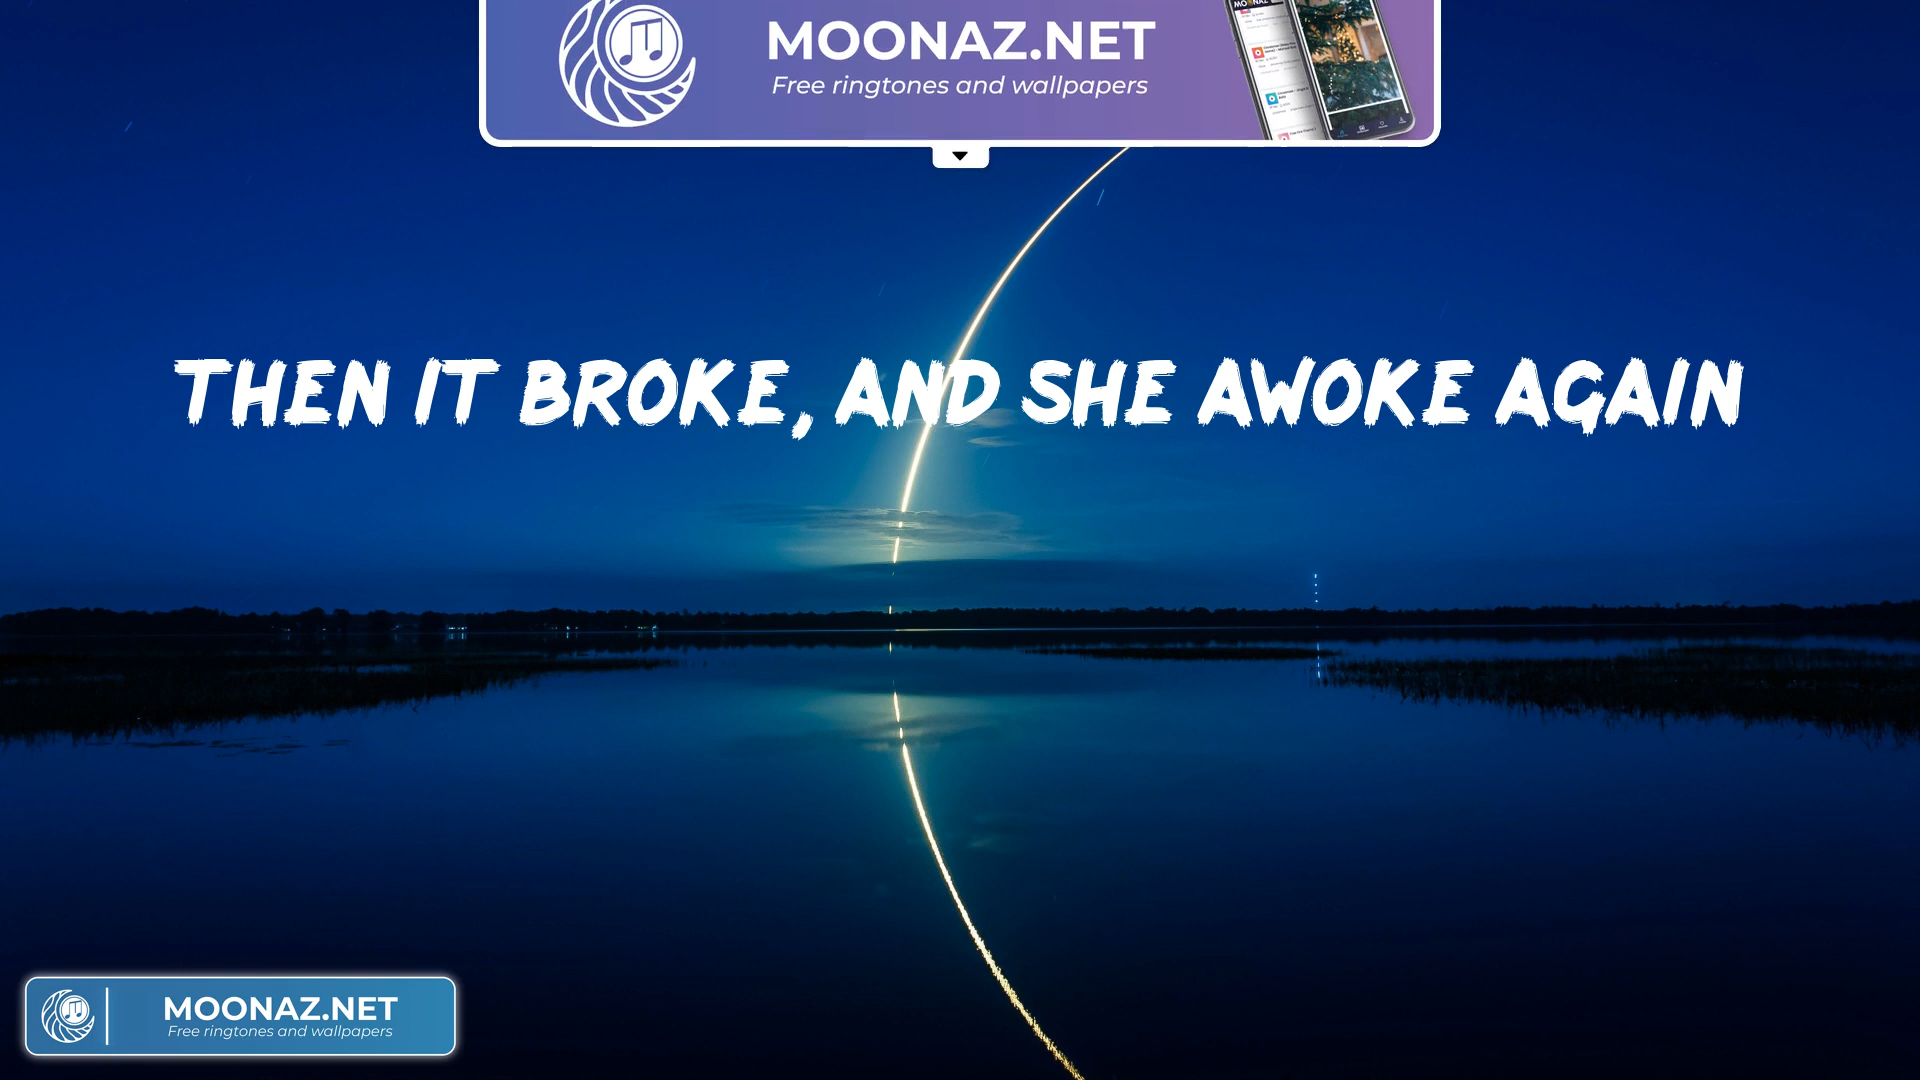 MOONAZ.NET
Free ringtones and wallpapers
THEN IT BROKE, AND SHE AWOKE AGAIN
MOONAZ.NET
Free ringtones and wallpapers